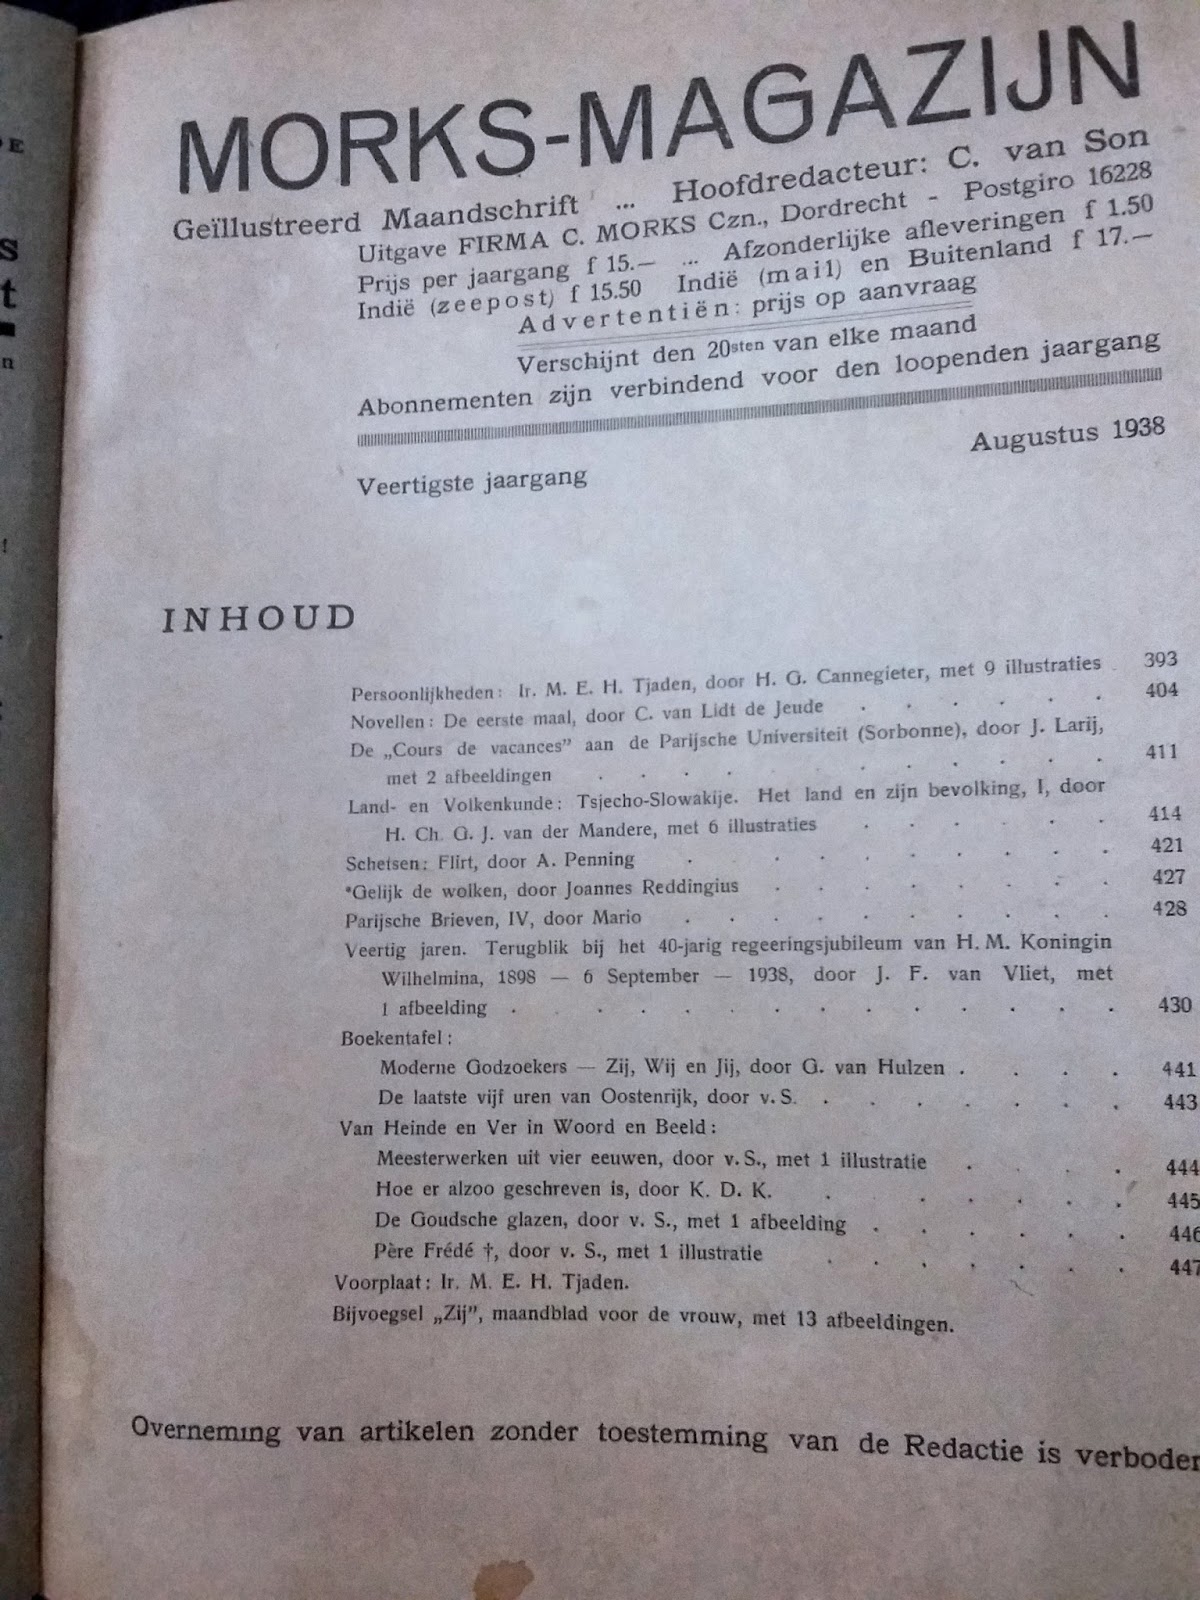 MORKS-MAGAZIJN
Geïllustreerd Maandschrift ... Hoofdredacteur: C. van Son
Uitgave FIRMA C. MORKS Czn., Dordrecht - Postgiro 16228
Prijs per jaargang f 15.— ... Afzonderlijke afleveringen f 1.50
Indië (zeepost) f 15.50 Indië (mail) en Buitenland f 17.—
Advertentiën: prijs op aanvraag
Verschijnt den 20sten van elke maand
Abonnementen zijn verbindend voor den loopenden jaargang
Augustus 1938
Veertigste jaargang
INHOUD
Persoonlijkheden: Ir. M. E. H. Tjaden, door H. G. Cannegieter, met 9 illustraties . 393
Novellen: De eerste maal, door C. van Lidt de Jeude . . . . . 404
De „Cours de vacances” aan de Parijsche Universiteit (Sorbonne), door J. Larij,
met 2 afbeeldingen . . . . . . . . . . 411
Land- en Volkenkunde: Tsjecho-Slowakije. Het land en zijn bevolking, I, door
H. Ch. G. J. van der Mandere, met 6 illustraties . . . . . 414
Schetsen: Flirt, door A. Penning . . . . . . . . 421
*Gelijk de wolken, door Joannes Reddingius . . . . . . 427
Parijsche Brieven, IV, door Mario . . . . . . . . 428
Veertig jaren. Terugblik bij het 40-jarig regeeringsjubileum van H. M. Koningin
Wilhelmina, 1898 — 6 September — 1938, door J. F. van Vliet, met
1 afbeelding . . . . . . . . . . . 430
Boekentafel:
Moderne Godzoekers — Zij, Wij en Jij, door G. van Hulzen . . . . 441
De laatste vijf uren van Oostenrijk, door v. S. . . . . . . 443
Van Heinde en Ver in Woord en Beeld:
Meesterwerken uit vier eeuwen, door v. S., met 1 illustratie . . . . 444
Hoe er alzoo geschreven is, door K. D. K. . . . . . . 445
De Goudsche glazen, door v. S., met 1 afbeelding . . . . . 446
Père Frédé †, door v. S., met 1 illustratie . . . . . . 447
Voorplaat: Ir. M. E. H. Tjaden.
Bijvoegsel „Zij”, maandblad voor de vrouw, met 13 afbeeldingen.
Overneming van artikelen zonder toestemming van de Redactie is verboden